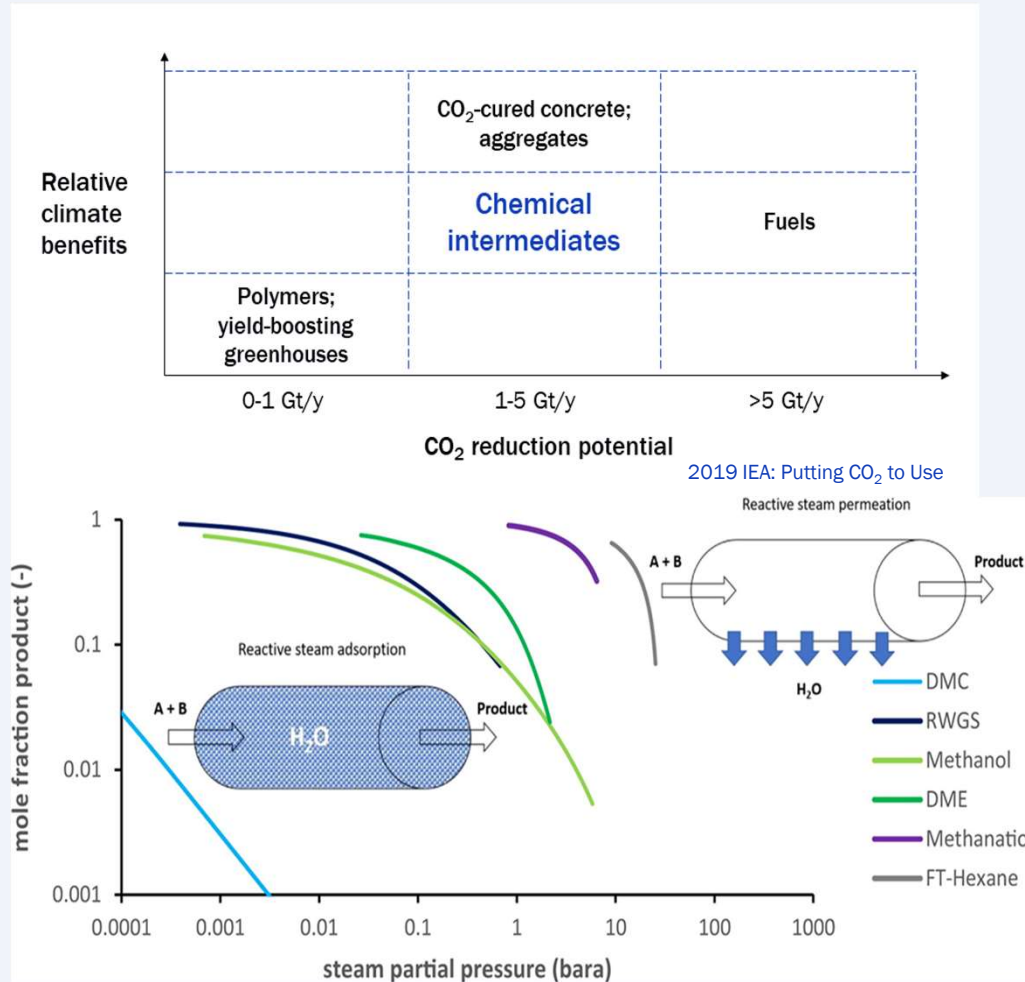 Relative
climate
benefits
CO₂-cured concrete;
aggregates
Chemical
intermediates
Fuels
Polymers;
yield-boosting
greenhouses
0-1 Gt/y
1-5 Gt/y
>5 Gt/y
CO₂ reduction potential
2019 IEA: Putting CO₂ to Use
Reactive steam permeation
A + B
Product
H₂O
mole fraction product (-)
1
0.1
0.01
0.001
Reactive steam adsorption
A + B
H₂O
Product
DMC
RWGS
Methanol
DME
Methanatic
FT-Hexane
0.0001
0.001
0.01
0.1
1
10
100
1000
steam partial pressure (bara)